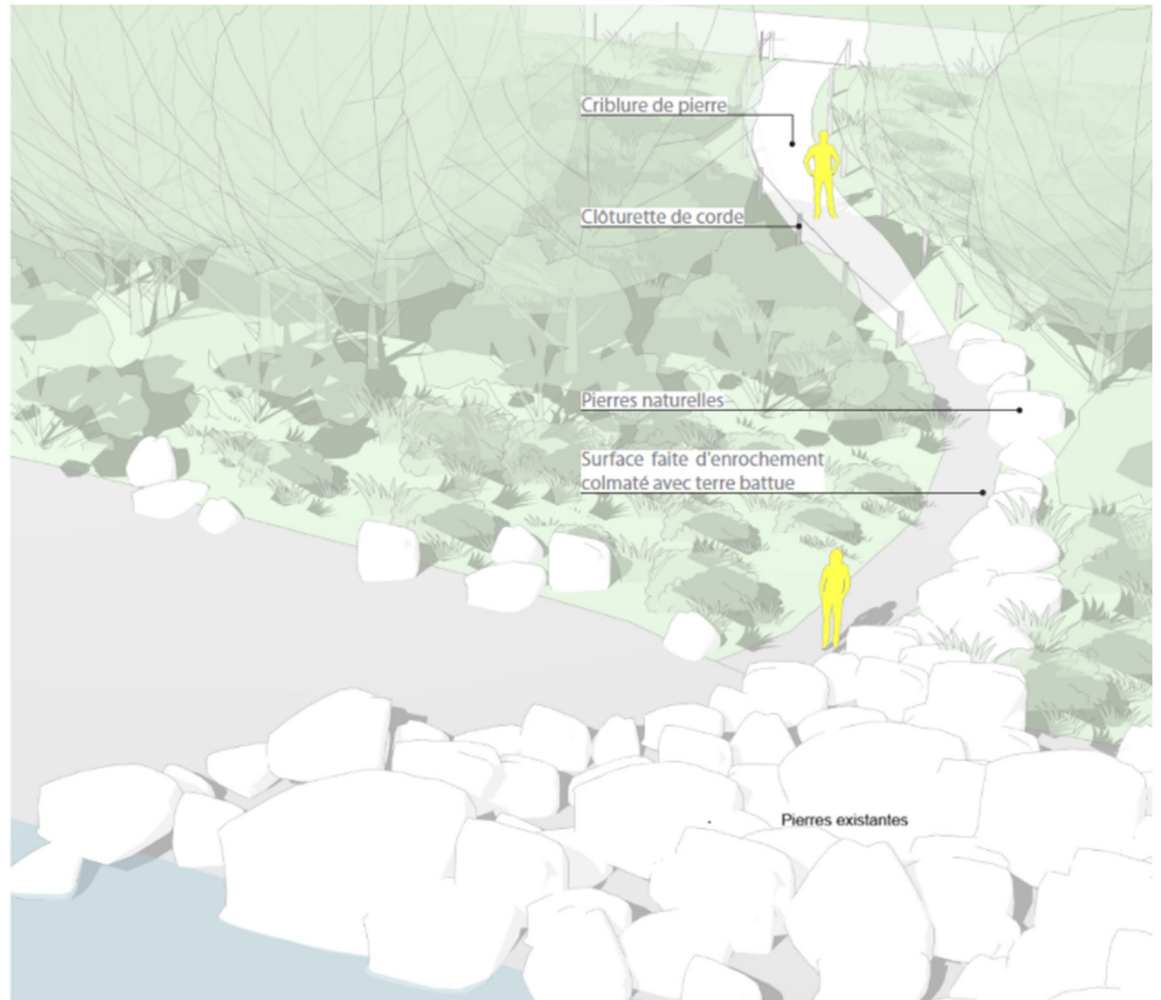 Criblure de pierre
Clôturette de corde
Pierres naturelles
Surface faite d'enrochement
colmaté avec terre battue
Pierres existantes